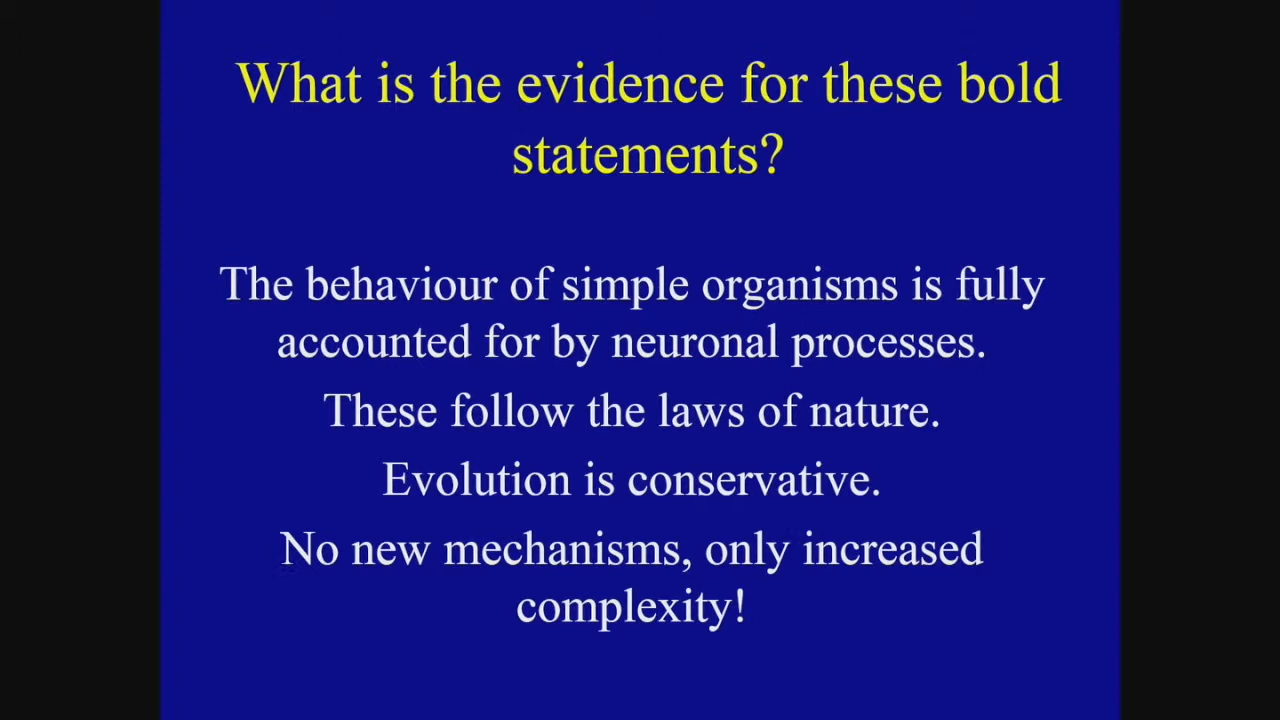 What is the evidence for these bold
statements?
The behaviour of simple organisms is fully
accounted for by neuronal processes.
These follow the laws of nature.
Evolution is conservative.
No new mechanisms, only increased
complexity!